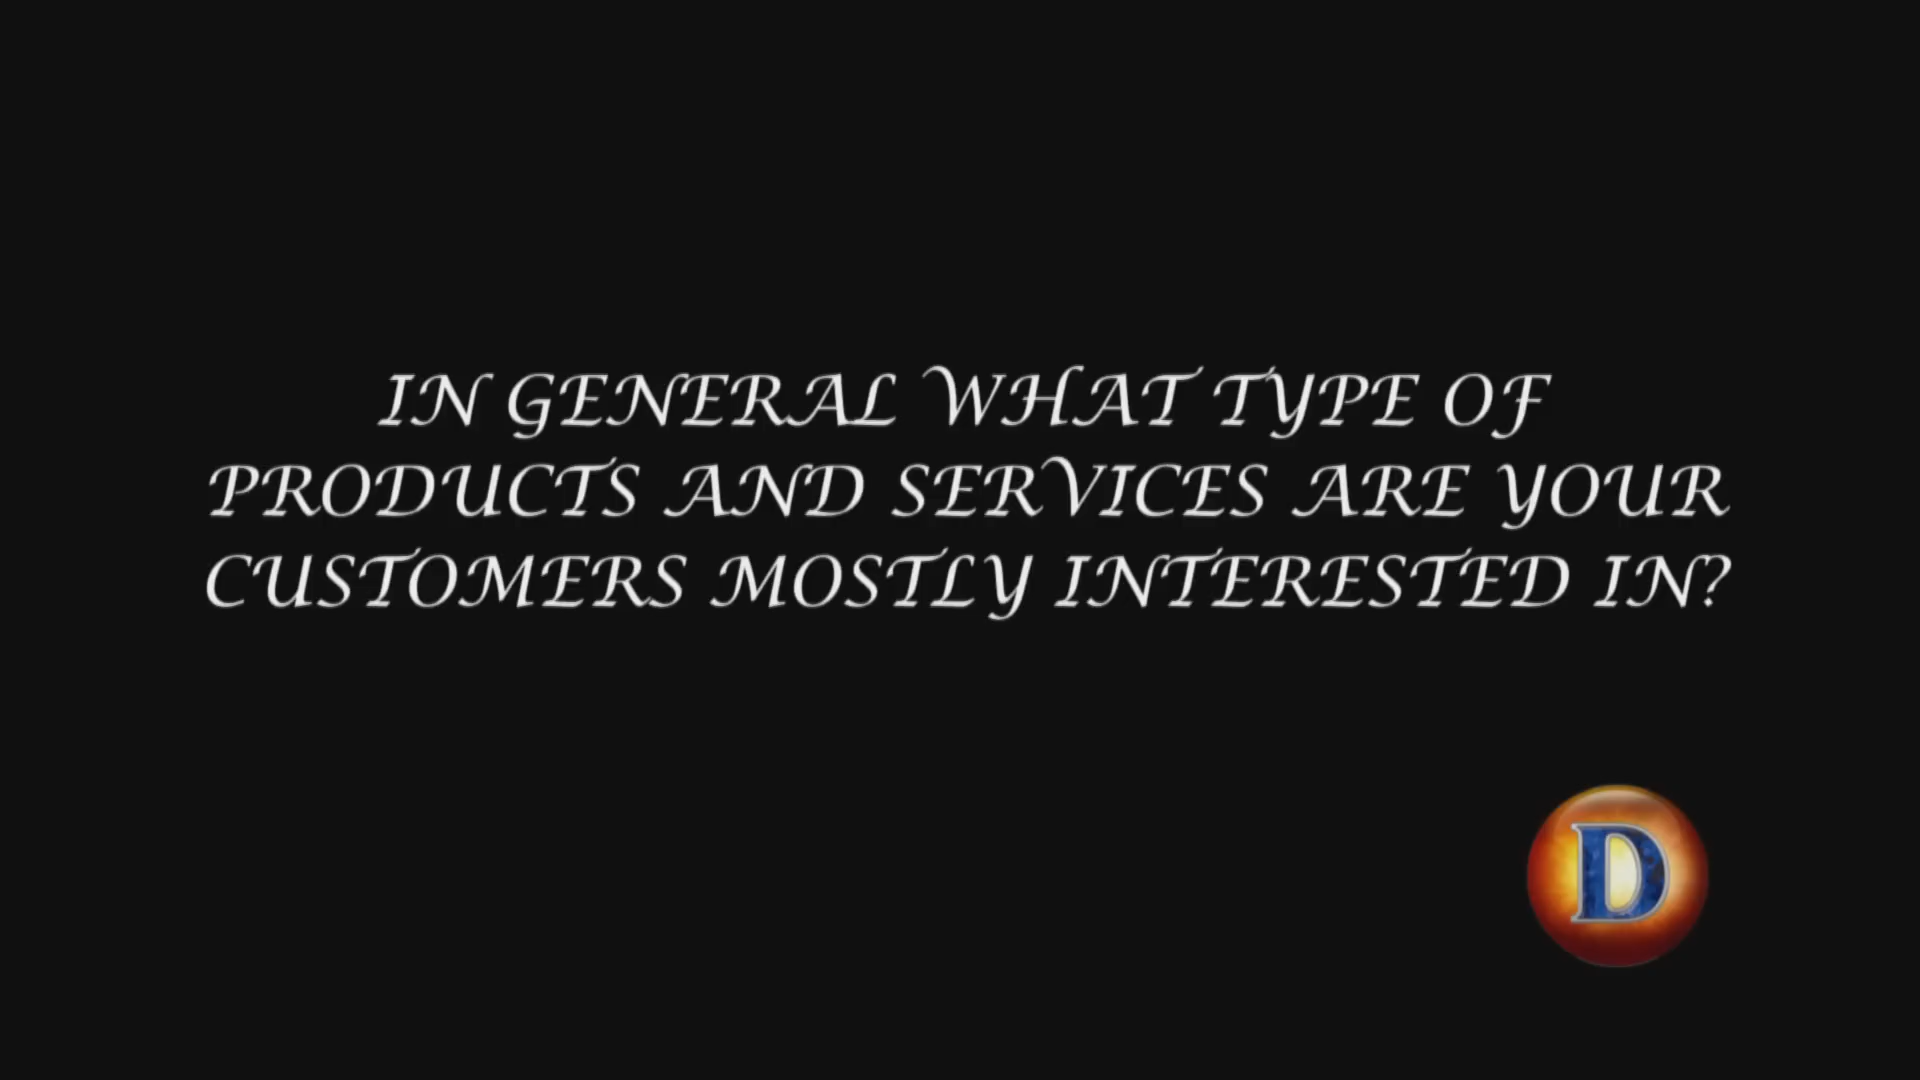 IN GENERAL WHAT TYPE OF
PRODUCTS AND SERVICES ARE YOUR
CUSTOMERS MOSTLY INTERESTED IN?
D